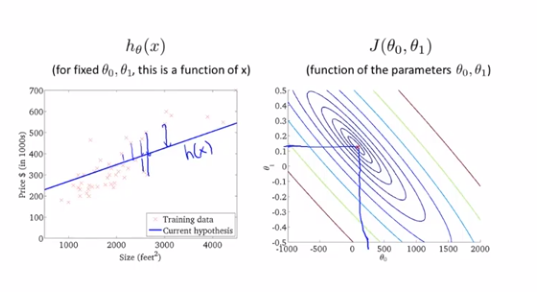 hθ(x)
(for fixed θ₀, θ₁, this is a function of x)
700
600
500
400
300
200
100
0
Price $ (in 1000s)
h(x)
Training data
Current hypothesis
1000
2000
3000
4000
Size (feet²)
J(θ₀, θ₁)
(function of the parameters θ₀, θ₁)
0.5
0.4
0.3
0.2
0.1
0
-0.1
-0.2
-0.3
-0.4
-0.5
θ₁
-1000
-500
0
500
1000
1500
2000
θ₀